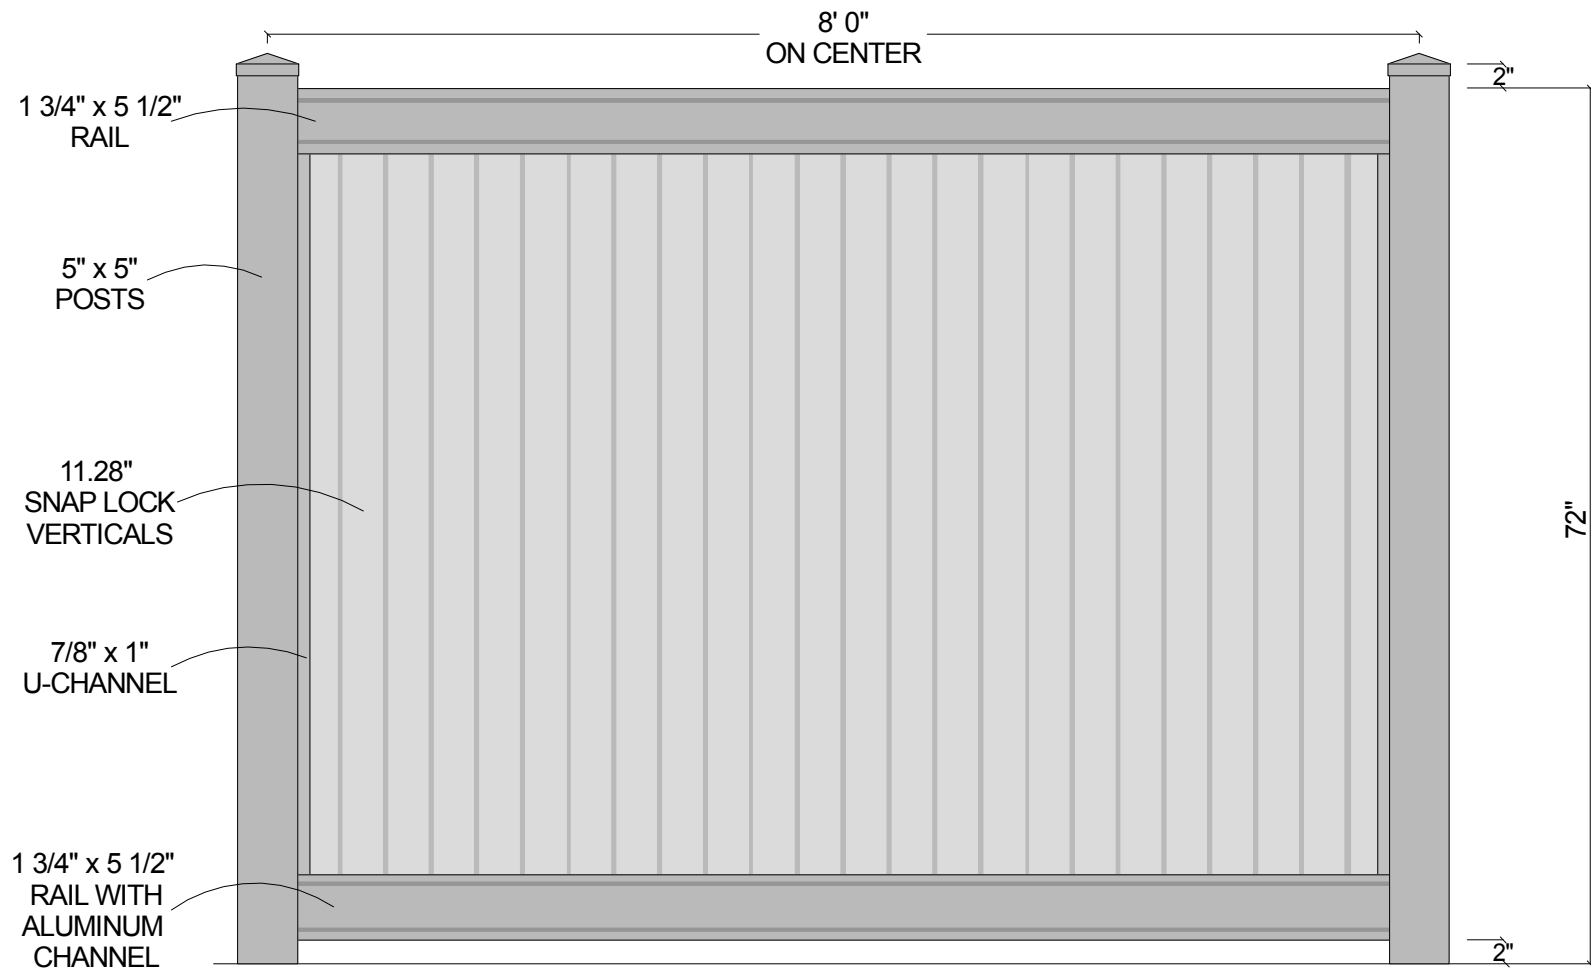 8' 0"
ON CENTER
2"
1 3/4" x 5 1/2"
RAIL
5" x 5"
POSTS
11.28"
SNAP LOCK
VERTICALS
72"
7/8" x 1"
U-CHANNEL
1 3/4" x 5 1/2"
RAIL WITH
ALUMINUM
CHANNEL
2"